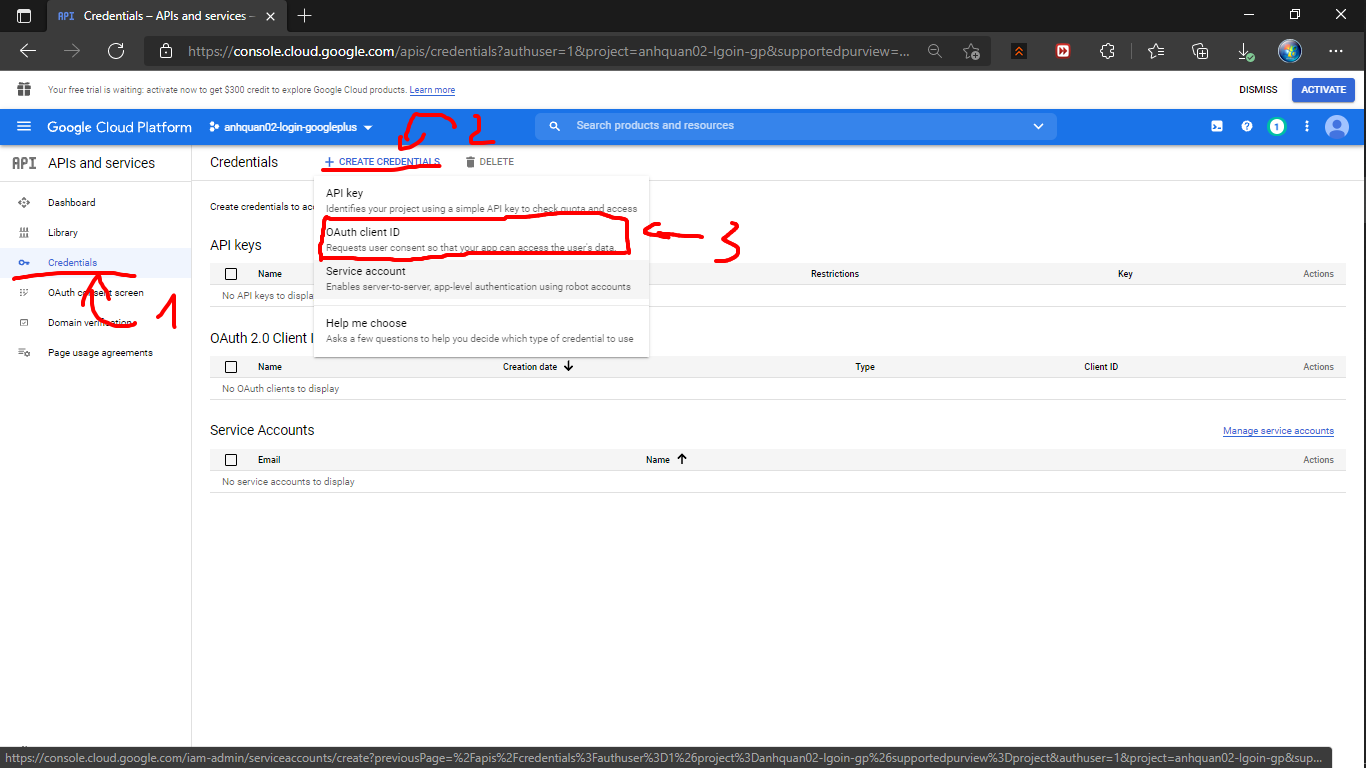 API Credentials – APIs and services –
https://console.cloud.google.com/apis/credentials?authuser=1&project=anhquan02-lgoin-gp&supportedpurview=...
Your free trial is waiting: activate now to get $300 credit to explore Google Cloud products. Learn more
DISMISS ACTIVATE
Google Cloud Platform anhquan02-login-googleplus Search products and resources 1
2
API APIs and services
Credentials + CREATE CREDENTIALS DELETE
Dashboard
Library
Credentials
OAuth consent screen
Domain verification
Page usage agreements
1
Create credentials to acc
API key
Identifies your project using a simple API key to check quota and access
OAuth client ID
Requests user consent so that your app can access the user's data.
3
Service account
Enables server-to-server, app-level authentication using robot accounts
Help me choose
Asks a few questions to help you decide which type of credential to use
API keys
Name Restrictions Key Actions
No API keys to displa
OAuth 2.0 Client I
Name Creation date Type Client ID Actions
No OAuth clients to display
Service Accounts Manage service accounts
Email Name Actions
No service accounts to display
https://console.cloud.google.com/iam-admin/serviceaccounts/create?previousPage=%2Fapis%2Fcredentials%3Fauthuser%3D1%26project%3Danhquan02-lgoin-gp%26supportedpurview%3Dproject&authuser=1&project=anhquan02-lgoin-gp&sup...